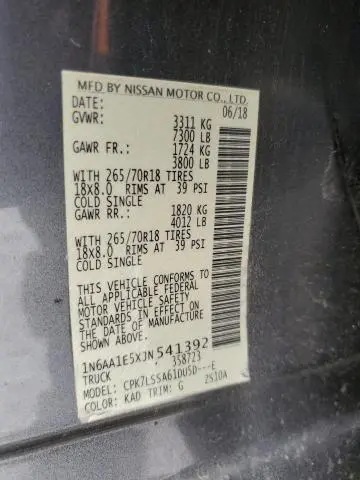 MFD BY NISSAN MOTOR CO., LTD.
DATE: 06/18
GVWR: 3311 KG
7300 LB
GAWR FR.: 1724 KG
3800 LB
WITH 265/70R18 TIRES
18X8.0 RIMS AT 39 PSI
COLD SINGLE
GAWR RR.: 1820 KG
4012 LB
WITH 265/70R18 TIRES
18X8.0 RIMS AT 39 PSI
COLD SINGLE
THIS VEHICLE CONFORMS TO
ALL APPLICABLE FEDERAL
MOTOR VEHICLE SAFETY
STANDARDS IN EFFECT ON
THE DATE OF MANUFACTURE
SHOWN ABOVE.
1N6AA1E5XJN541392
TRUCK 358723
MODEL: CPK7LSSA61DU5D---E
COLOR: KAD TRIM: G 2S10A